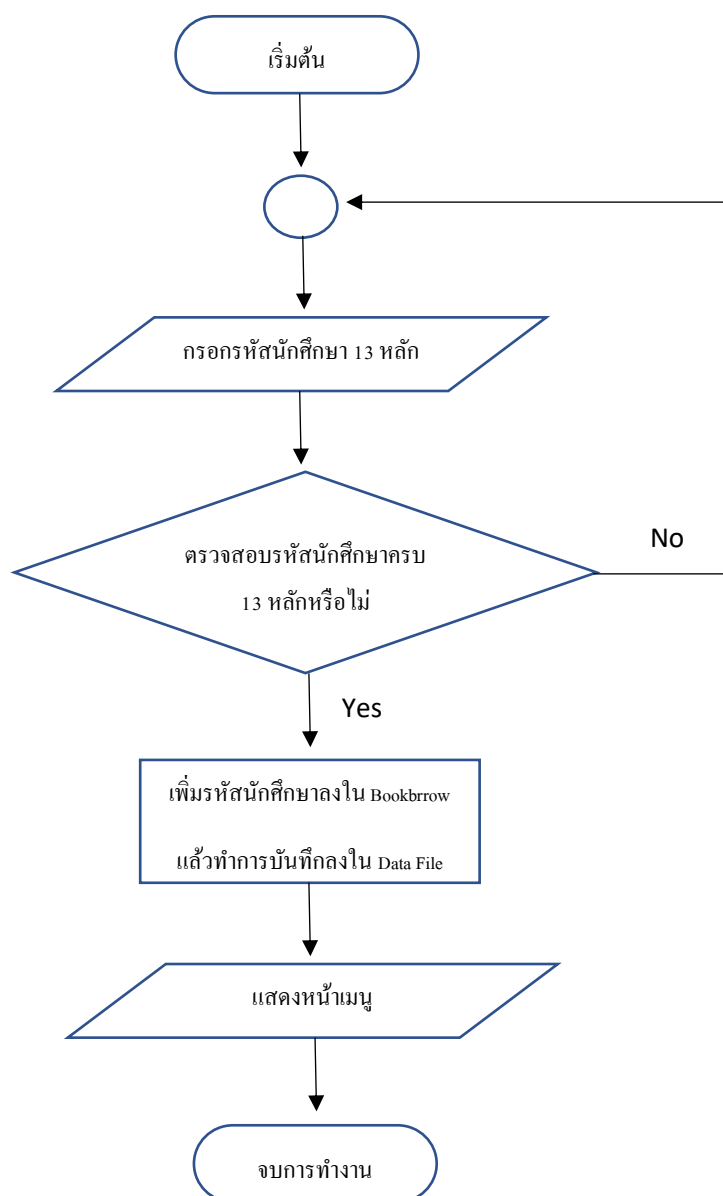 เริ่มต้น
กรอกรหัสนักศึกษา 13 หลัก
ตรวจสอบรหัสนักศึกษาครบ
13 หลักหรือไม่
No
Yes
เพิ่มรหัสนักศึกษาลงใน Bookbrrow
แล้วทำการบันทึกลงใน Data File
แสดงหน้าเมนู
จบการทำงาน